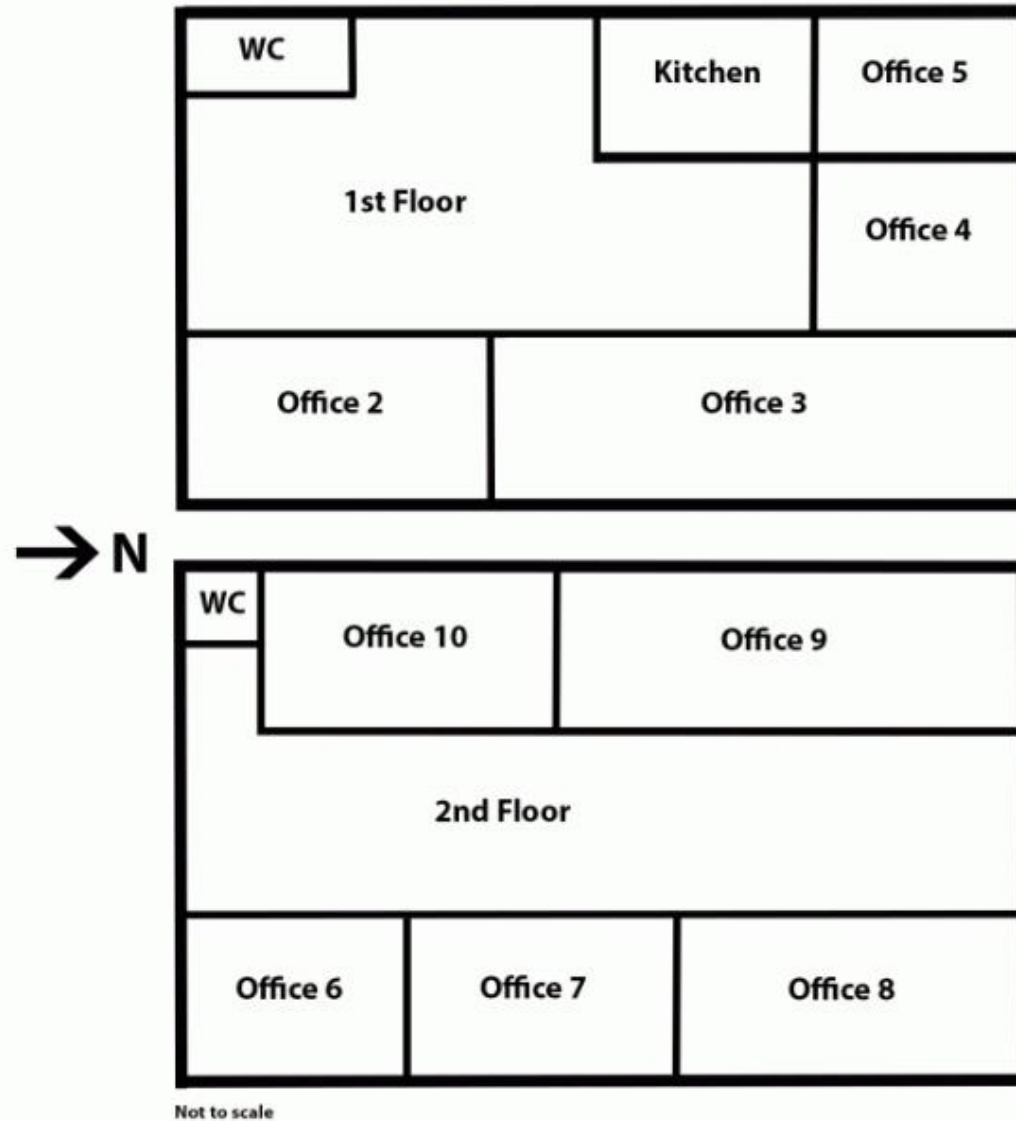 WC
Kitchen
Office 5
1st Floor
Office 4
Office 2
Office 3
N
WC
Office 10
Office 9
2nd Floor
Office 6
Office 7
Office 8
Not to scale